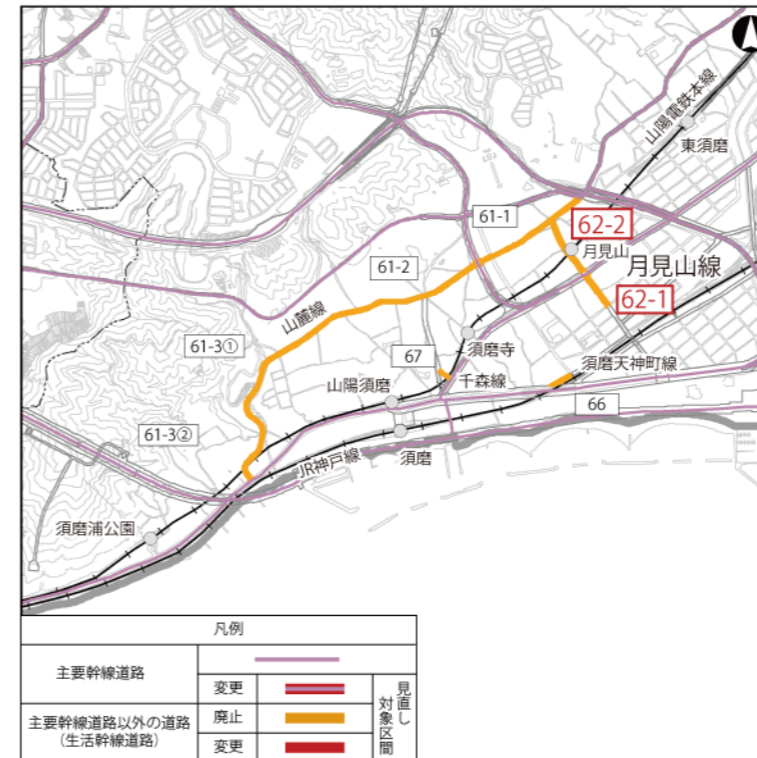 山陽電鉄本線
東須磨
61-1
62-2
月見山
61-2
月見山線
62-1
山麓線
61-3①
67
須磨寺
須磨天神町線
山陽須磨
千森線
66
61-3②
JR神戸線
須磨
須磨浦公園
凡例
主要幹線道路
変更
主要幹線道路以外の道路
(生活幹線道路)
廃止
変更
見直し
対象区間